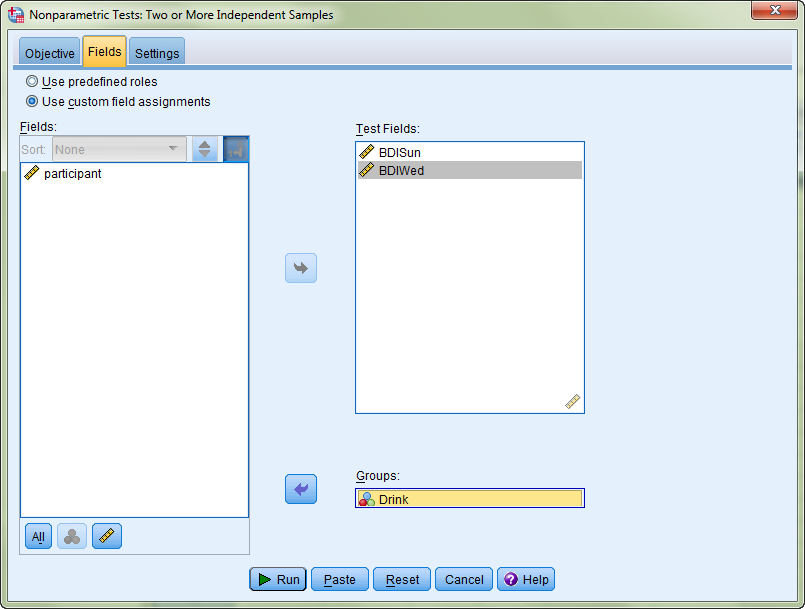 Nonparametric Tests: Two or More Independent Samples
Objective Fields Settings
Use predefined roles
Use custom field assignments
Fields:
Sort: None
participant
Test Fields:
BDISun
BDIWed
Groups:
Drink
All
Run Paste Reset Cancel Help